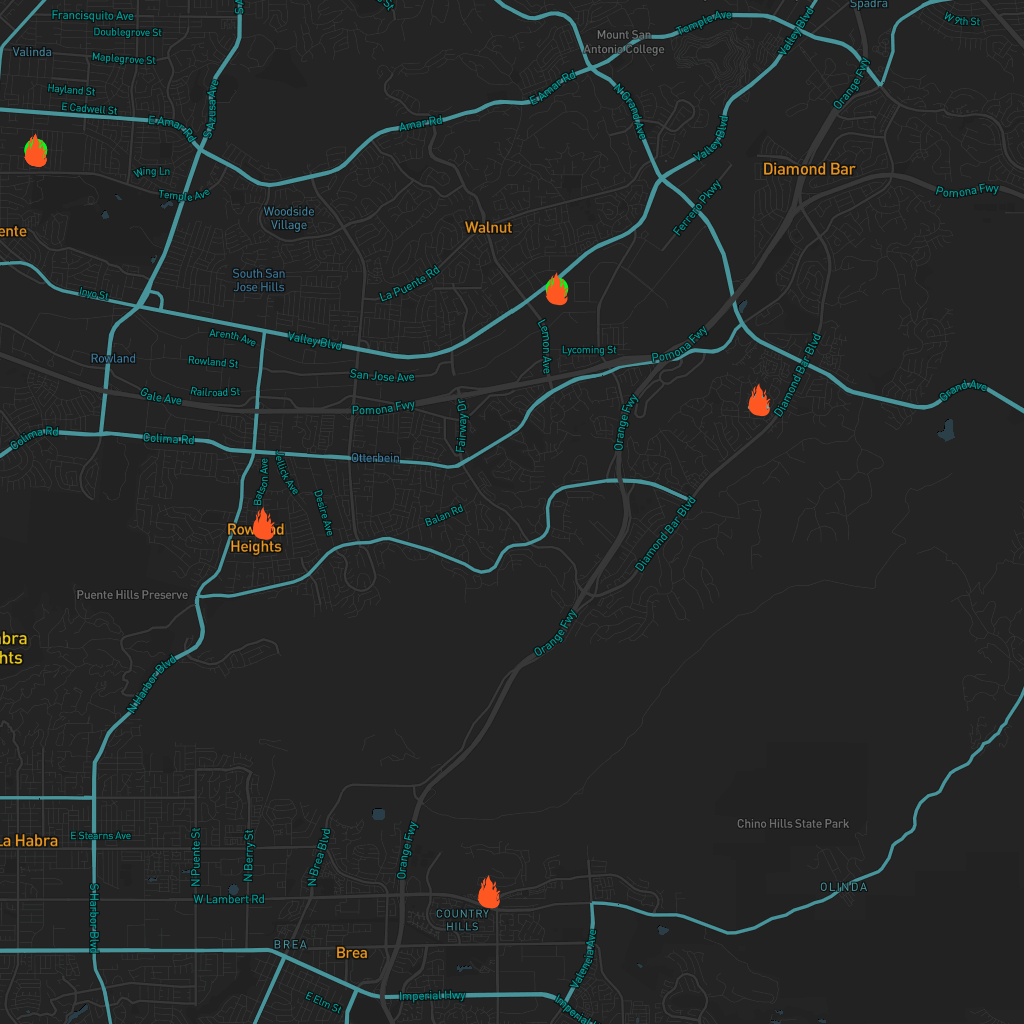 Francisquito Ave
Doublegrove St
Valinda
Maplegrove St
Hayland St
E Cadwell St
E Amar Rd
S Azusa Ave
Wing Ln
Temple Ave
Amar Rd
E Amar Rd
Mount San
Antonio College
Temple Ave
Valley Blvd
Spadra
W 9th St
Orange Fwy
N Grand Ave
Valley Blvd
Diamond Bar
Pomona Fwy
Ferrero Pkwy
Woodside
Village
Walnut
ente
South San
Jose Hills
La Puente Rd
Inyo St
Arenth Ave
Valley Blvd
Rowland
Rowland St
Railroad St
Gale Ave
San Jose Ave
Pomona Fwy
Lemon Ave
Lycoming St
Pomona Fwy
Diamond Bar Blvd
Grand Ave
Orange Fwy
Fairway Dr
Colima Rd
Colima Rd
Otterbein
Batson Ave
Jellick Ave
Desire Ave
Balan Rd
Diamond Bar Blvd
Heights
Puente Hills Preserve
Orange Fwy
abra
hts
N Harbor Blvd
La Habra
E Stearns Ave
N Puente St
N Berry St
N Brea Blvd
Orange Fwy
Chino Hills State Park
W Lambert Rd
S Harbor Blvd
COUNTRY
HILLS
OLINDA
BREA
Brea
Valencia Ave
E Elm St
Imperial Hwy
Imperial